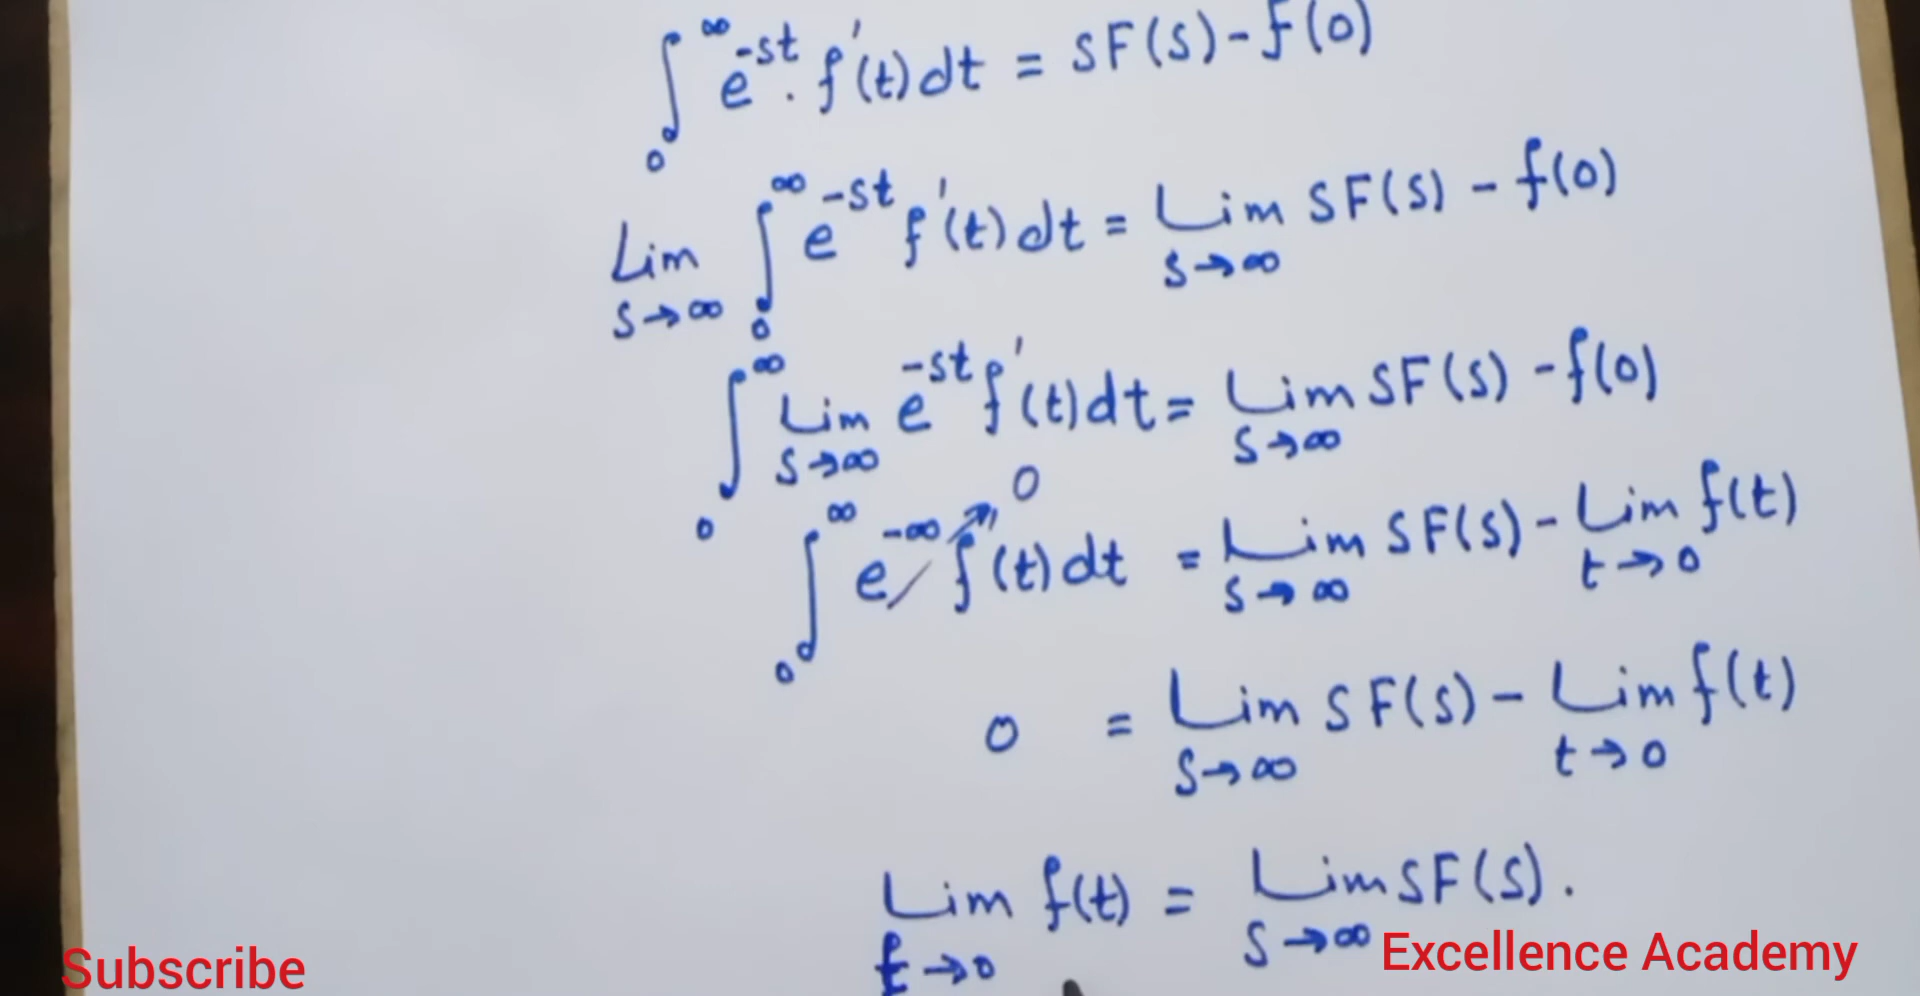 ∫₀^∞ e^{-st} . f'(t) dt = SF(S) - f(0)
Lim_{S→∞} ∫₀^∞ e^{-st} f'(t) dt = Lim_{S→∞} SF(S) - f(0)
∫₀^∞ Lim_{S→∞} e^{-st} f'(t) dt = Lim_{S→∞} SF(S) - f(0)
∫₀^∞ e^{-∞} f'(t) dt = Lim_{S→∞} SF(S) - Lim_{t→0} f(t)
0 = Lim_{S→∞} SF(S) - Lim_{t→0} f(t)
Lim_{t→0} f(t) = Lim_{S→∞} SF(S).
Subscribe
Excellence Academy